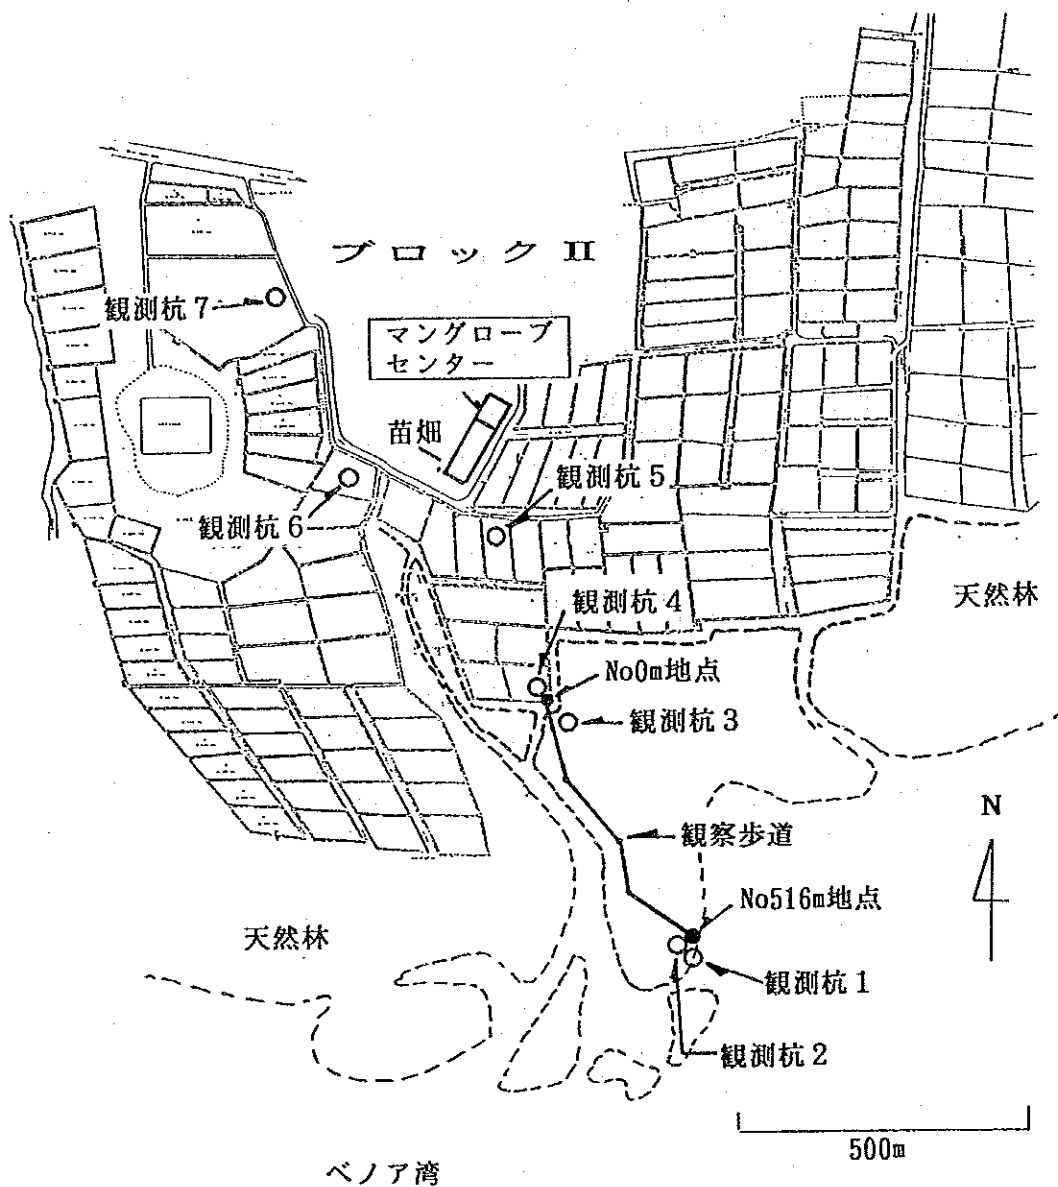 ブロックⅡ
観測杭7
マングローブ
センター
苗畑
観測杭5
観測杭6
観測杭4
天然林
No0m地点
観測杭3
N
観察歩道
No516m地点
天然林
観測杭1
観測杭2
500m
ベノア湾